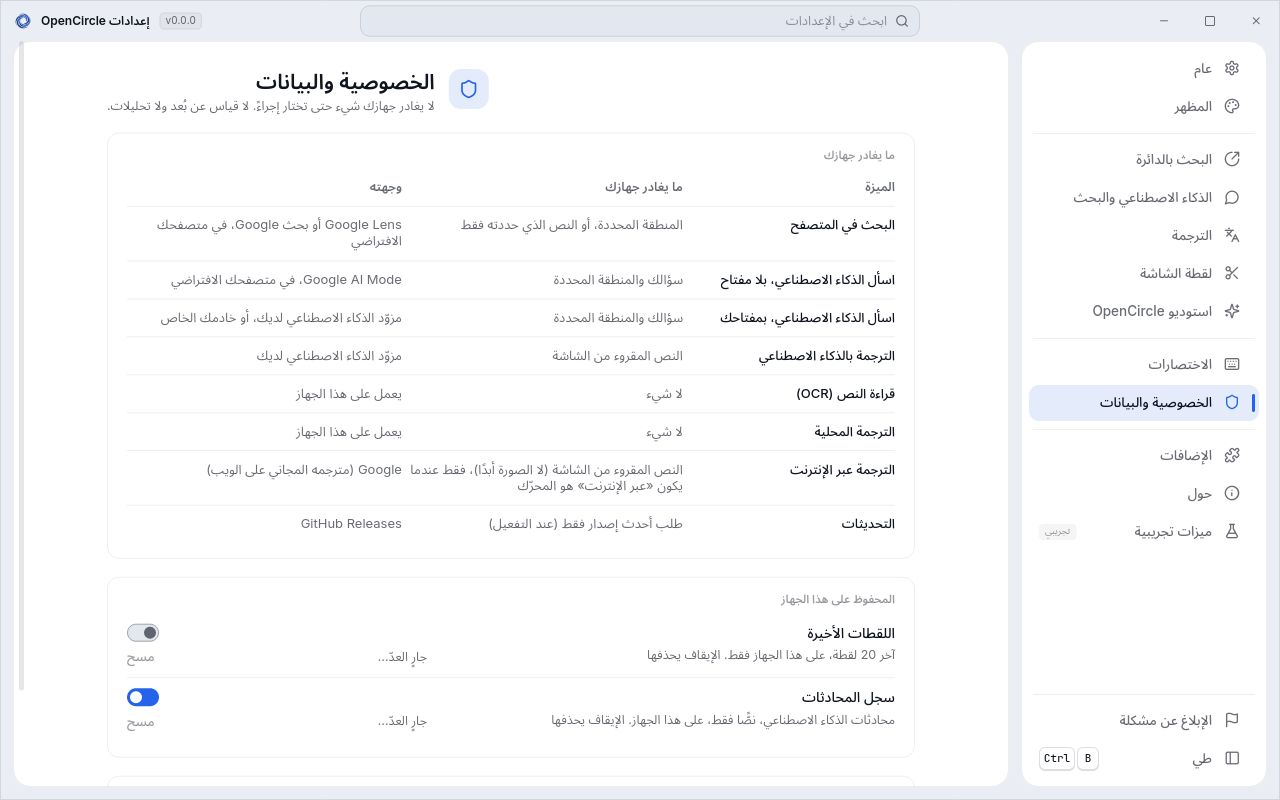 إعدادات OpenCircle
v0.0.0
ابحث في الإعدادات
عام
المظهر
البحث بالدائرة
الذكاء الاصطناعي والبحث
الترجمة
لقطة الشاشة
استوديو OpenCircle
الاختصارات
الخصوصية والبيانات
الإضافات
حول
ميزات تجريبية تجريبي
الإبلاغ عن مشكلة
طي Ctrl B
الخصوصية والبيانات
لا يغادر جهازك شيء حتى تختار إجراءً. لا قياس عن بُعد ولا تحليلات.
ما يغادر جهازك
الميزة ما يغادر جهازك وجهته
البحث في المتصفح المنطقة المحددة، أو النص الذي حددته فقط Google Lens أو بحث Google، في متصفحك
الافتراضي
اسأل الذكاء الاصطناعي، بلا مفتاح سؤالك والمنطقة المحددة Google AI Mode، في متصفحك الافتراضي
اسأل الذكاء الاصطناعي، بمفتاحك سؤالك والمنطقة المحددة مزوّد الذكاء الاصطناعي لديك، أو خادمك الخاص
الترجمة بالذكاء الاصطناعي النص المقروء من الشاشة مزوّد الذكاء الاصطناعي لديك
قراءة النص (OCR) لا شيء يعمل على هذا الجهاز
الترجمة المحلية لا شيء يعمل على هذا الجهاز
الترجمة عبر الإنترنت النص المقروء من الشاشة (لا الصورة أبدًا)، فقط عندما Google (مترجمه المجاني على الويب)
يكون «عبر الإنترنت» هو المحرّك
التحديثات طلب أحدث إصدار فقط (عند التفعيل) GitHub Releases
المحفوظ على هذا الجهاز
اللقطات الأخيرة
آخر 20 لقطة، على هذا الجهاز فقط. الإيقاف يحذفها جارٍ العدّ... مسح
سجل المحادثات
محادثات الذكاء الاصطناعي، نصًّا فقط، على هذا الجهاز. الإيقاف يحذفها جارٍ العدّ... مسح